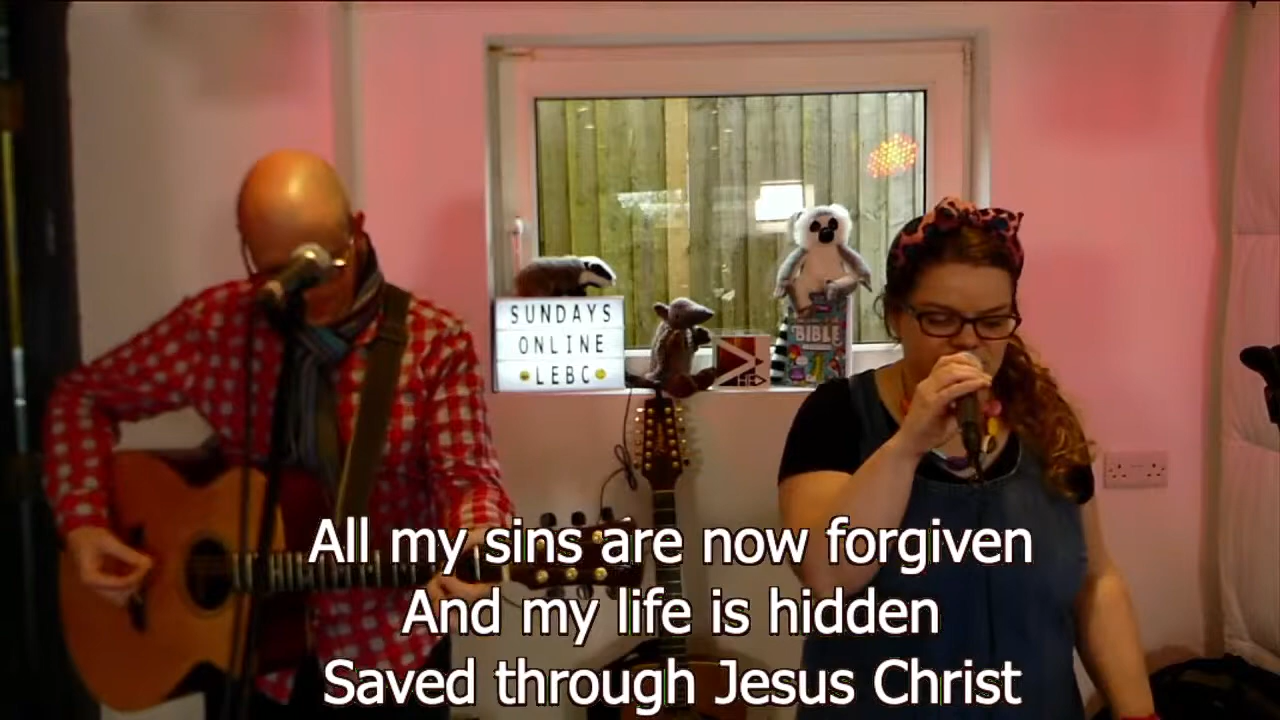 SUNDAYS
ONLINE
LEBC
BIBLE
HE>
All my sins are now forgiven
And my life is hidden
Saved through Jesus Christ